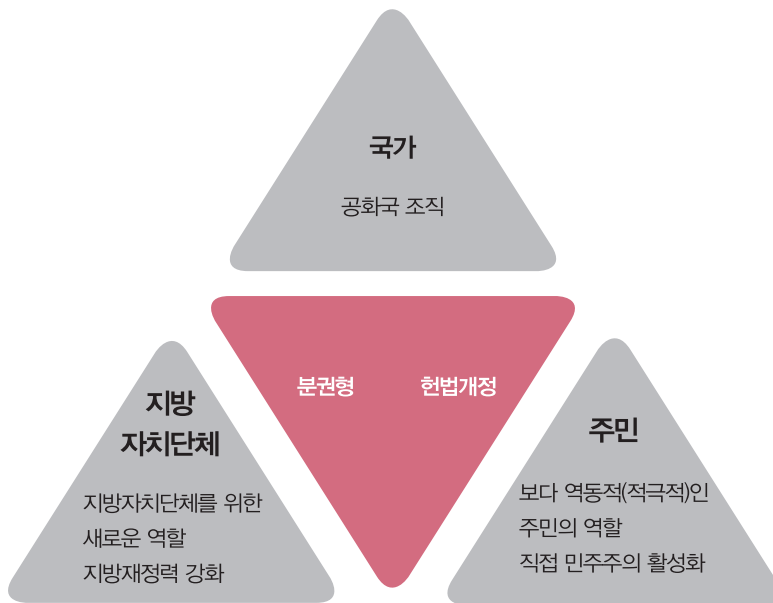 국가
공화국 조직
분권형 헌법개정
지방
자치단체
지방자치단체를 위한
새로운 역할
지방재정력 강화
주민
보다 역동적(적극적)인
주민의 역할
직접 민주주의 활성화